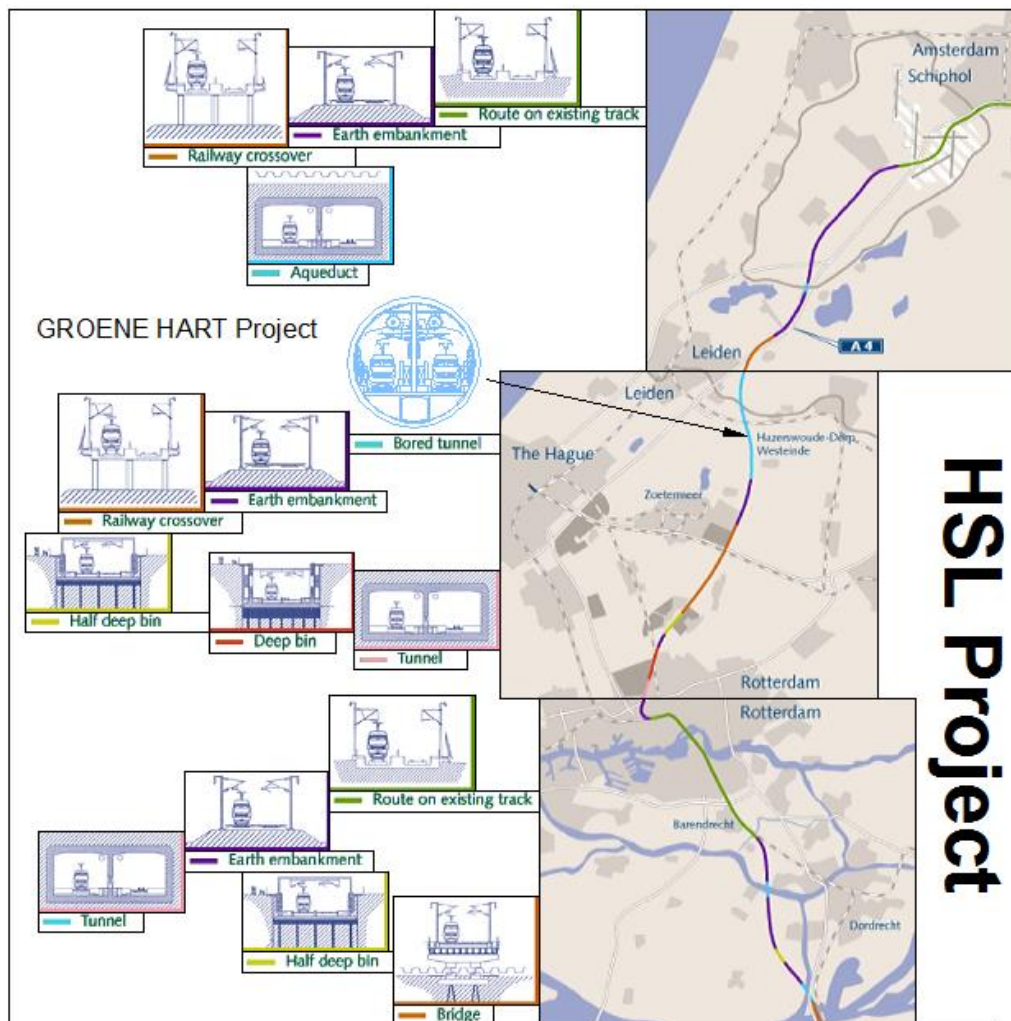 Route on existing track
Earth embankment
Railway crossover
Aqueduct
GROENE HART Project
Bored tunnel
Earth embankment
Railway crossover
Half deep bin
Deep bin
Tunnel
Route on existing track
Earth embankment
Tunnel
Half deep bin
Bridge
Amsterdam
Schiphol
Leiden
A4
Leiden
Hazerswoude-Dorp,
Westeinde
The Hague
Zoetermeer
Rotterdam
Rotterdam
Barendrecht
Dordrecht
HSL Project